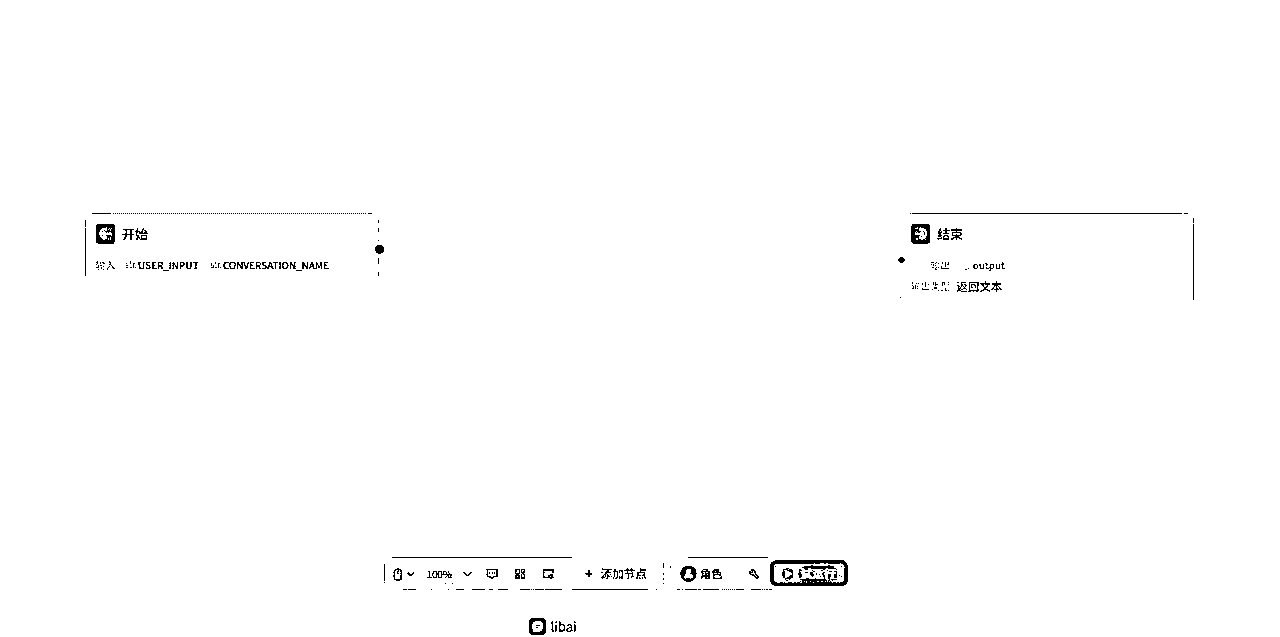 开始
输入 str. USER_INPUT str. CONVERSATION_NAME
结束
输出 output
输出类型 返回文本
100% + 添加节点 角色 试运行
libai